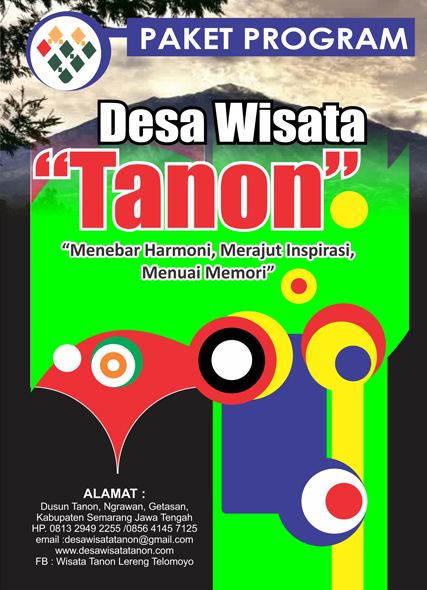 PAKET PROGRAM
Desa Wisata
“Tanon”
“Menebar Harmoni, Merajut Inspirasi,
Menuai Memori”
ALAMAT :
Dusun Tanon, Ngrawan, Getasan,
Kabupaten Semarang Jawa Tengah
HP. 0813 2949 2255 /0856 4145 7125
email :desawisatatanon@gmail.com
www.desawisatatanon.com
FB : Wisata Tanon Lereng Telomoyo